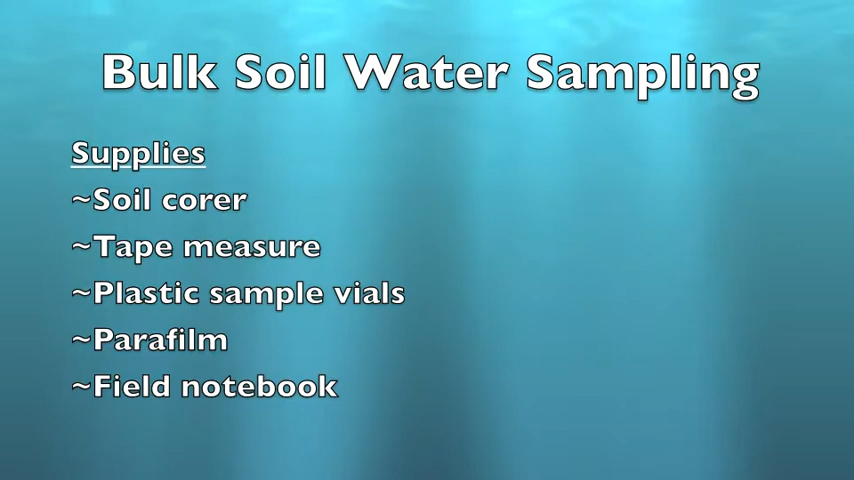 Bulk Soil Water Sampling
Supplies
~Soil corer
~Tape measure
~Plastic sample vials
~Parafilm
~Field notebook